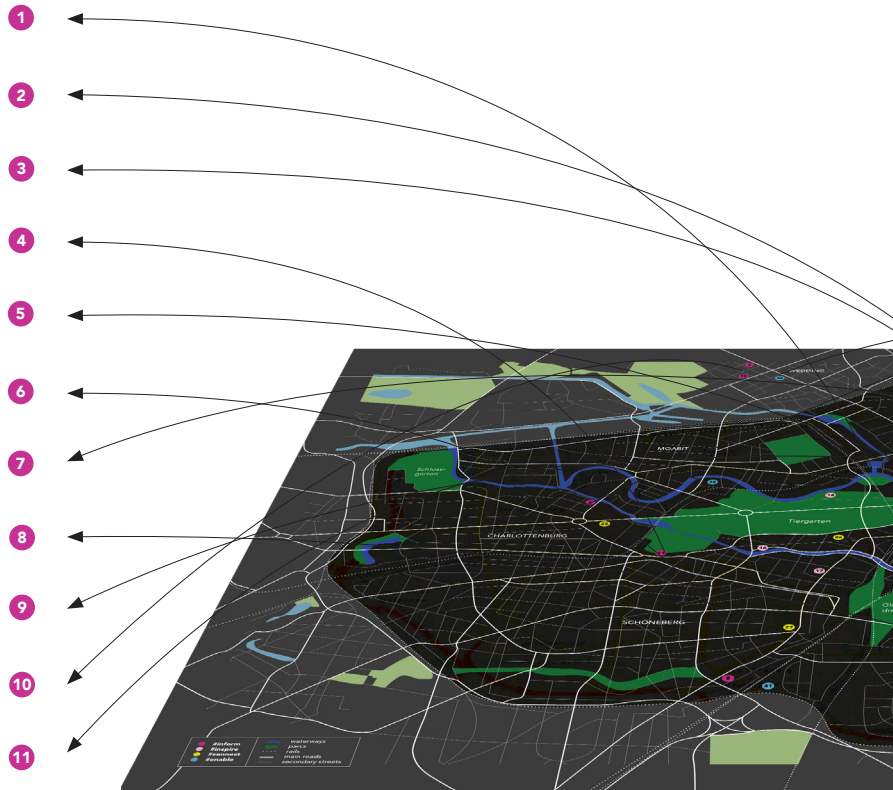 1
2
3
4
5
6
7
8
9
10
11
WEDDING
MOABIT
Schloss-
garten
Tiergarten
CHARLOTTENBURG
SCHÖNEBERG
#inform
#inspire
#connect
#enable
waterways
parcs
rails
main roads
secondary streets